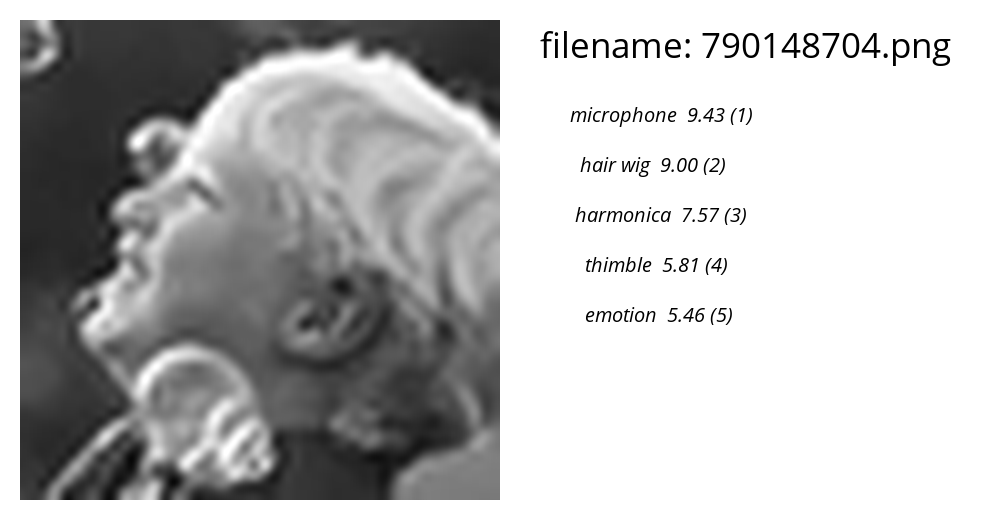 filename: 790148704.png
microphone 9.43 (1)
hair wig 9.00 (2)
harmonica 7.57 (3)
thimble 5.81 (4)
emotion 5.46 (5)